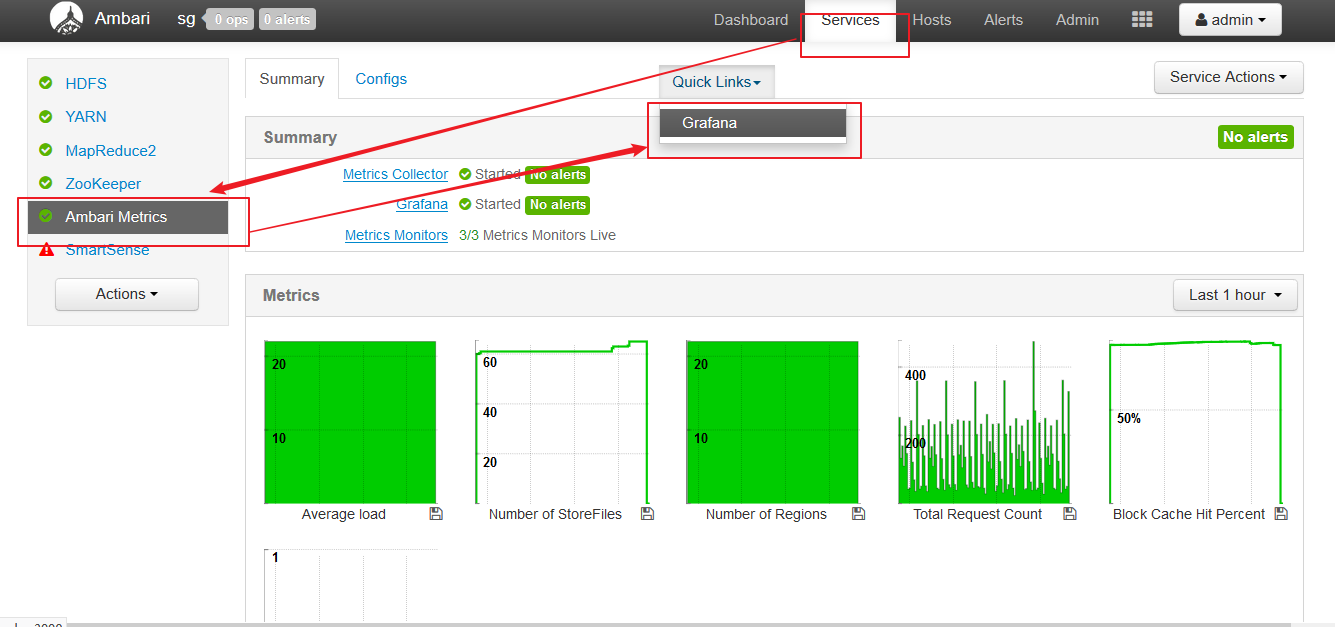 Ambari sg 0 ops 0 alerts Dashboard Services Hosts Alerts Admin admin
HDFS
YARN
MapReduce2
ZooKeeper
Ambari Metrics
SmartSense
Actions
Summary Configs Quick Links Service Actions
Grafana
Summary No alerts
Metrics Collector Started No alerts
Grafana Started No alerts
Metrics Monitors 3/3 Metrics Monitors Live
Metrics Last 1 hour
20
10
Average load
60
40
20
Number of StoreFiles
20
10
Number of Regions
400
200
Total Request Count
50%
Block Cache Hit Percent
1